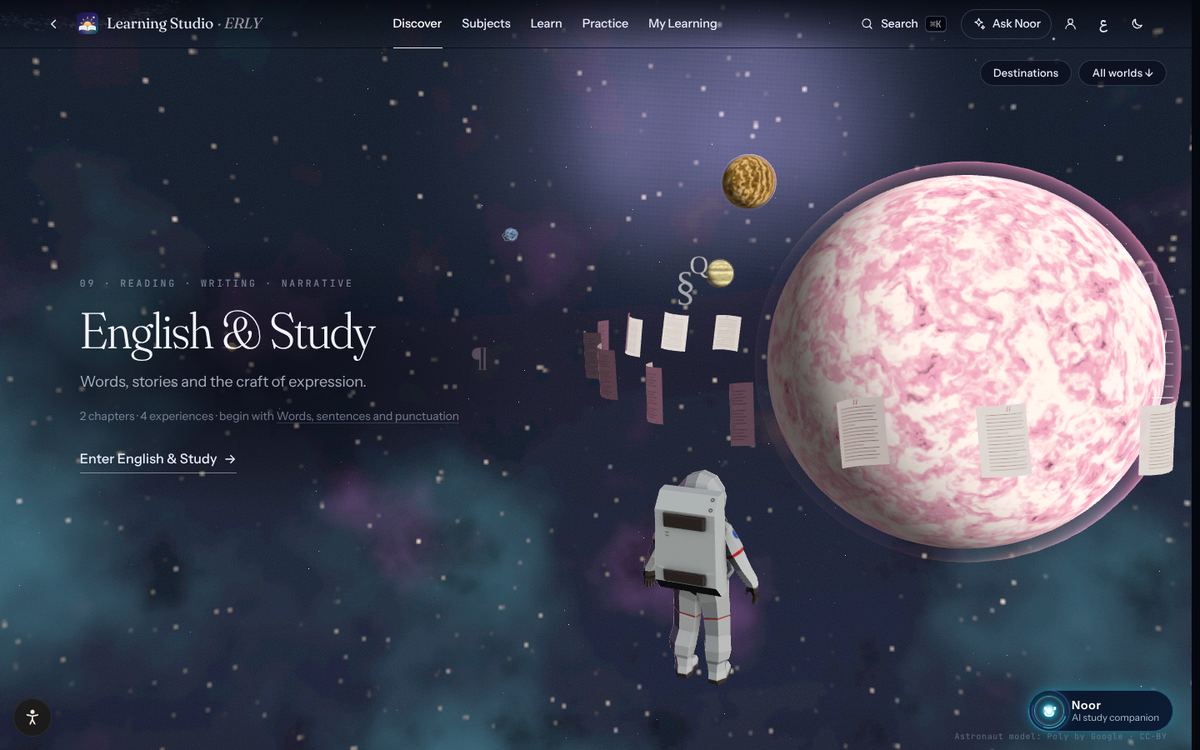 Learning Studio · ERLY
Discover
Subjects
Learn
Practice
My Learning
Search ⌘K
Ask Noor
ع
Destinations
All worlds ↓
Q
§
¶
09 · READING · WRITING · NARRATIVE
English & Study
Words, stories and the craft of expression.
2 chapters · 4 experiences · begin with Words, sentences and punctuation
Enter English & Study →
Noor
AI study companion
Astronaut model: Poly by Google · CC-BY